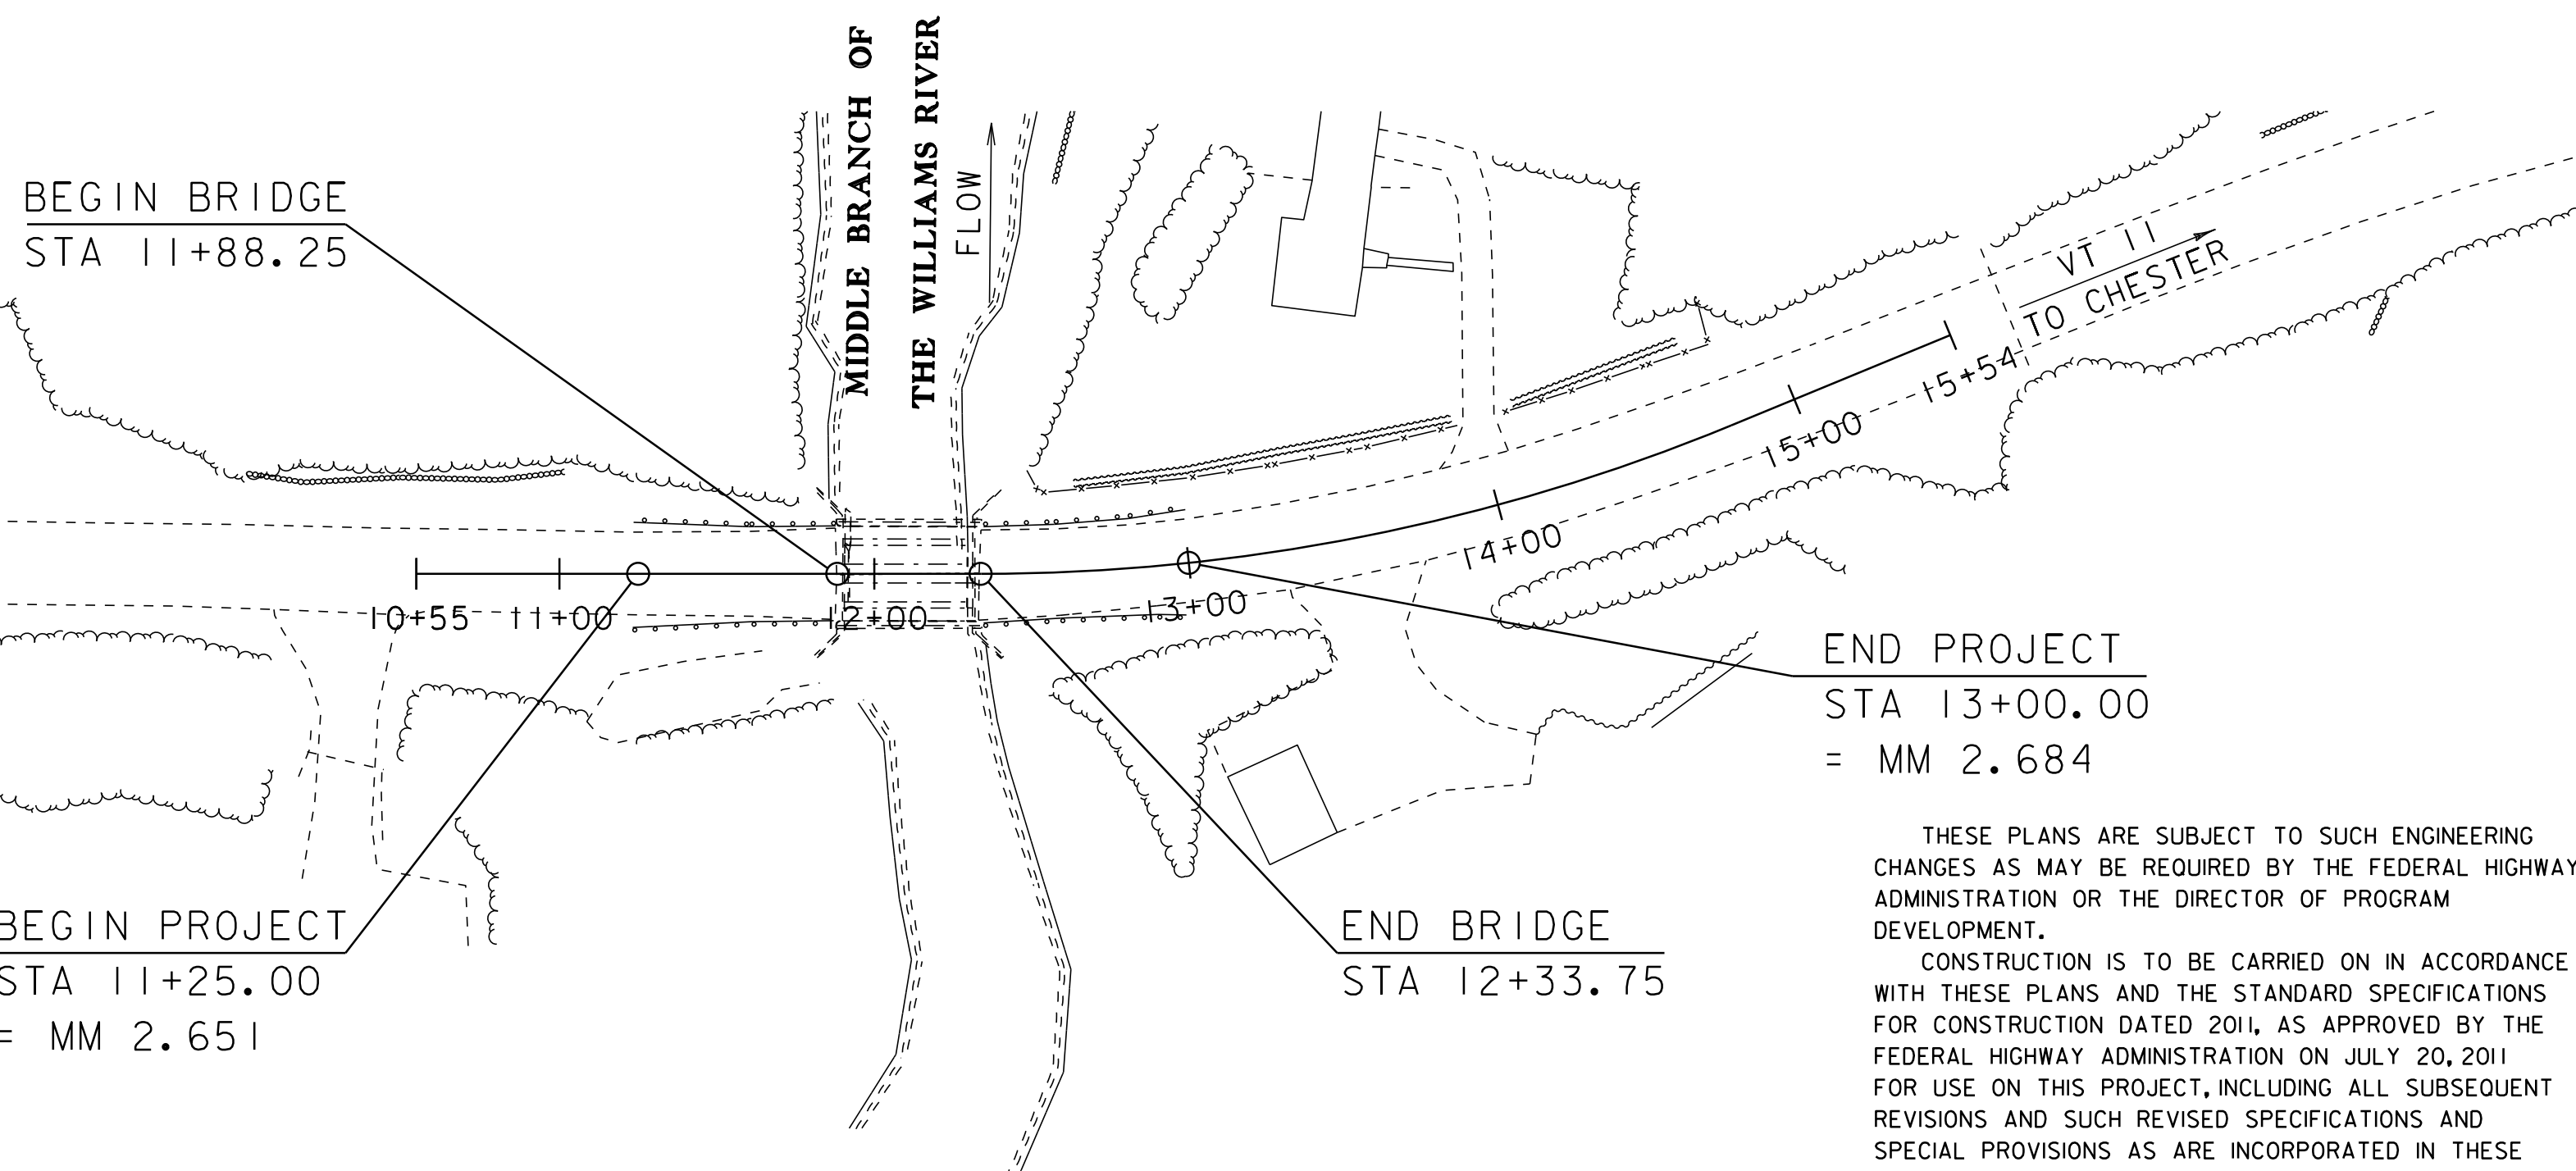 MIDDLE BRANCH OF
THE WILLIAMS RIVER
FLOW
BEGIN BRIDGE
STA 11+88.25
VT 11
TO CHESTER
10+55
11+00
12+00
13+00
14+00
15+00
15+54
END PROJECT
STA 13+00.00
= MM 2.684
BEGIN PROJECT
STA 11+25.00
= MM 2.651
END BRIDGE
STA 12+33.75
THESE PLANS ARE SUBJECT TO SUCH ENGINEERING
CHANGES AS MAY BE REQUIRED BY THE FEDERAL HIGHWAY
ADMINISTRATION OR THE DIRECTOR OF PROGRAM
DEVELOPMENT.
CONSTRUCTION IS TO BE CARRIED ON IN ACCORDANCE
WITH THESE PLANS AND THE STANDARD SPECIFICATIONS
FOR CONSTRUCTION DATED 2011, AS APPROVED BY THE
FEDERAL HIGHWAY ADMINISTRATION ON JULY 20, 2011
FOR USE ON THIS PROJECT, INCLUDING ALL SUBSEQUENT
REVISIONS AND SUCH REVISED SPECIFICATIONS AND
SPECIAL PROVISIONS AS ARE INCORPORATED IN THESE